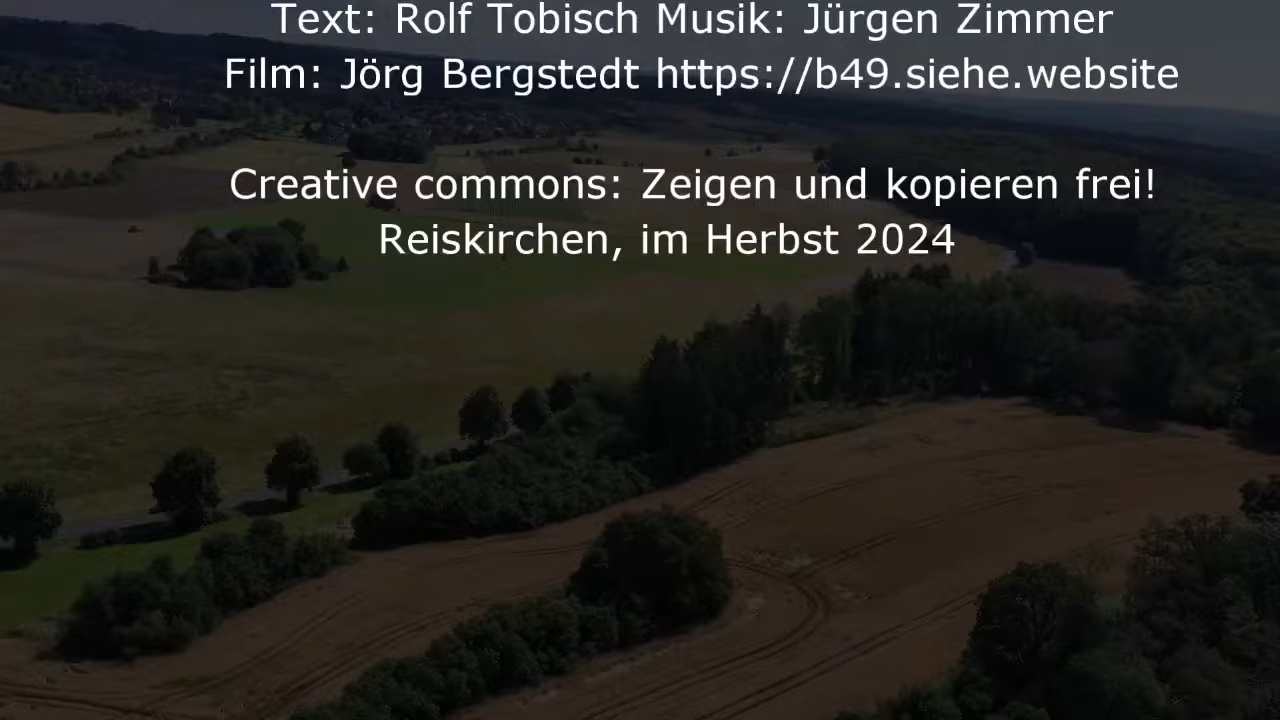 Text: Rolf Tobisch Musik: Jürgen Zimmer
Film: Jörg Bergstedt https://b49.siehe.website
Creative commons: Zeigen und kopieren frei!
Reiskirchen, im Herbst 2024